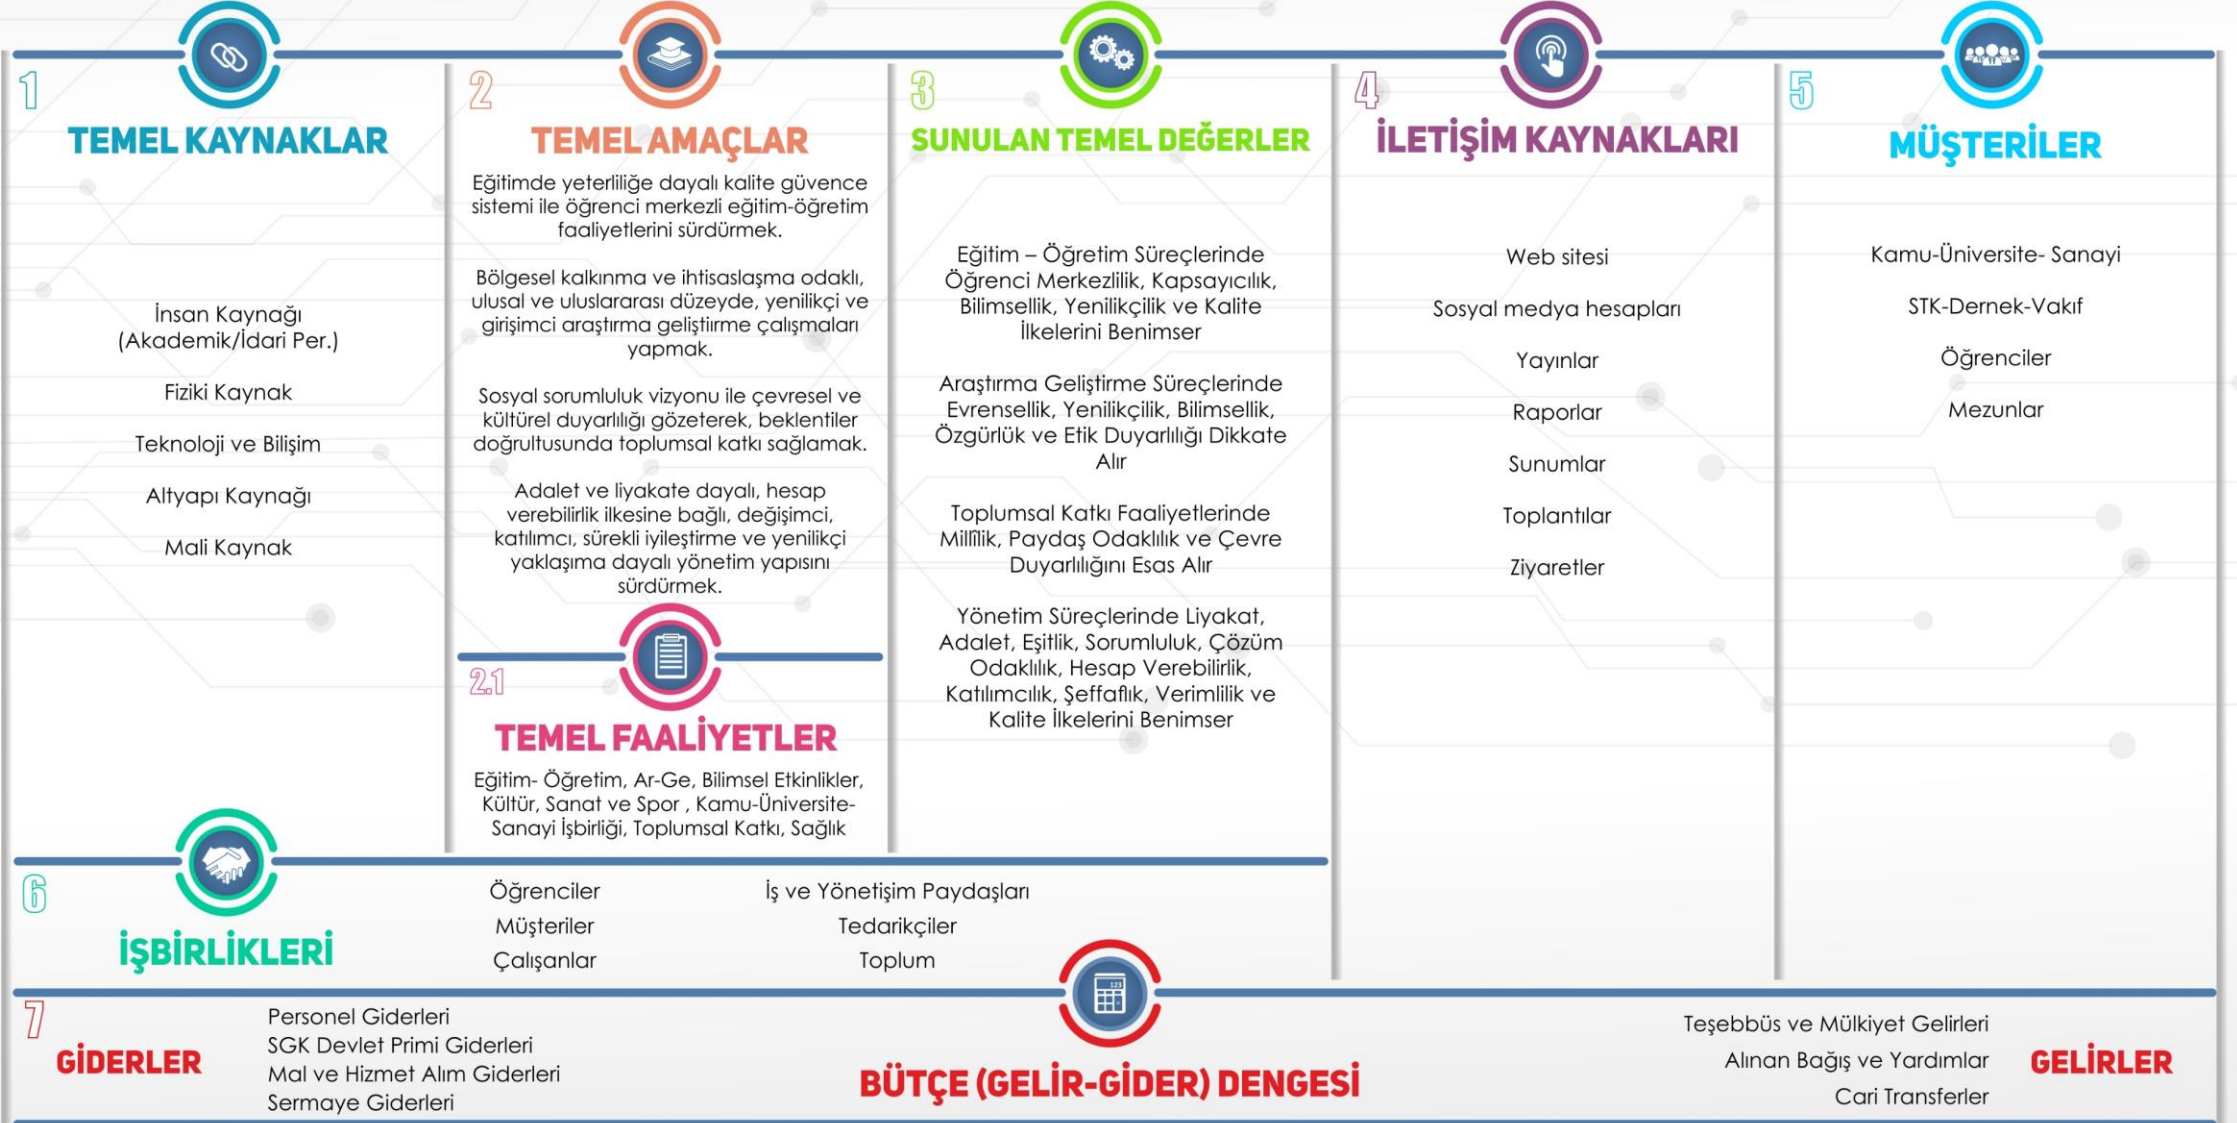 1
TEMEL KAYNAKLAR
İnsan Kaynağı
(Akademik/İdari Per.)
Fiziki Kaynak
Teknoloji ve Bilişim
Altyapı Kaynağı
Mali Kaynak
2
TEMEL AMAÇLAR
Eğitimde yeterliliğe dayalı kalite güvence
sistemi ile öğrenci merkezli eğitim-öğretim
faaliyetlerini sürdürmek.
Bölgesel kalkınma ve ihtisaslaşma odaklı,
ulusal ve uluslararası düzeyde, yenilikçi ve
girişimci araştırma geliştiirme çalışmaları
yapmak.
Sosyal sorumluluk vizyonu ile çevresel ve
kültürel duyarlılığı gözeterek, beklentiler
doğrultusunda toplumsal katkı sağlamak.
Adalet ve liyakate dayalı, hesap
verebilirlik ilkesine bağlı, değişimci,
katılımcı, sürekli iyileştirme ve yenilikçi
yaklaşıma dayalı yönetim yapısını
sürdürmek.
2.1
TEMEL FAALİYETLER
Eğitim- Öğretim, Ar-Ge, Bilimsel Etkinlikler,
Kültür, Sanat ve Spor , Kamu-Üniversite-
Sanayi İşbirliği, Toplumsal Katkı, Sağlık
3
SUNULAN TEMEL DEĞERLER
Eğitim – Öğretim Süreçlerinde
Öğrenci Merkezlilik, Kapsayıcılık,
Bilimsellik, Yenilikçilik ve Kalite
İlkelerini Benimser
Araştırma Geliştirme Süreçlerinde
Evrensellik, Yenilikçilik, Bilimsellik,
Özgürlük ve Etik Duyarlılığı Dikkate
Alır
Toplumsal Katkı Faaliyetlerinde
Millîlik, Paydaş Odaklılık ve Çevre
Duyarlılığını Esas Alır
Yönetim Süreçlerinde Liyakat,
Adalet, Eşitlik, Sorumluluk, Çözüm
Odaklılık, Hesap Verebilirlik,
Katılımcılık, Şeffaflık, Verimlilik ve
Kalite İlkelerini Benimser
4
İLETİŞİM KAYNAKLARI
Web sitesi
Sosyal medya hesapları
Yayınlar
Raporlar
Sunumlar
Toplantılar
Ziyaretler
5
MÜŞTERİLER
Kamu-Üniversite- Sanayi
STK-Dernek-Vakıf
Öğrenciler
Mezunlar
6
İŞBİRLİKLERİ
Öğrenciler
Müşteriler
Çalışanlar
İş ve Yönetişim Paydaşları
Tedarikçiler
Toplum
7
GİDERLER
Personel Giderleri
SGK Devlet Primi Giderleri
Mal ve Hizmet Alım Giderleri
Sermaye Giderleri
123
BÜTÇE (GELİR-GİDER) DENGESİ
Teşebbüs ve Mülkiyet Gelirleri
Alınan Bağış ve Yardımlar
Cari Transferler
GELİRLER